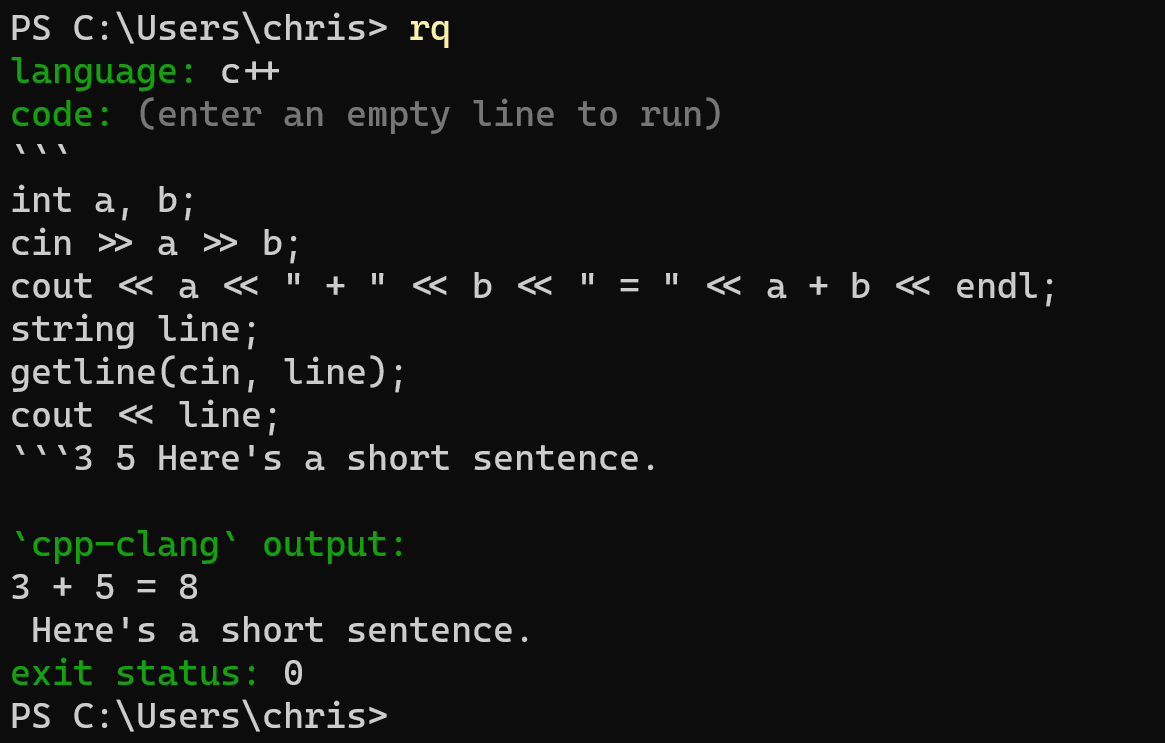 PS C:\Users\chris> rq
language: c++
code: (enter an empty line to run)
```
int a, b;
cin >> a >> b;
cout << a << " + " << b << " = " << a + b << endl;
string line;
getline(cin, line);
cout << line;
```3 5 Here's a short sentence.

`cpp-clang` output:
3 + 5 = 8
 Here's a short sentence.
exit status: 0
PS C:\Users\chris>